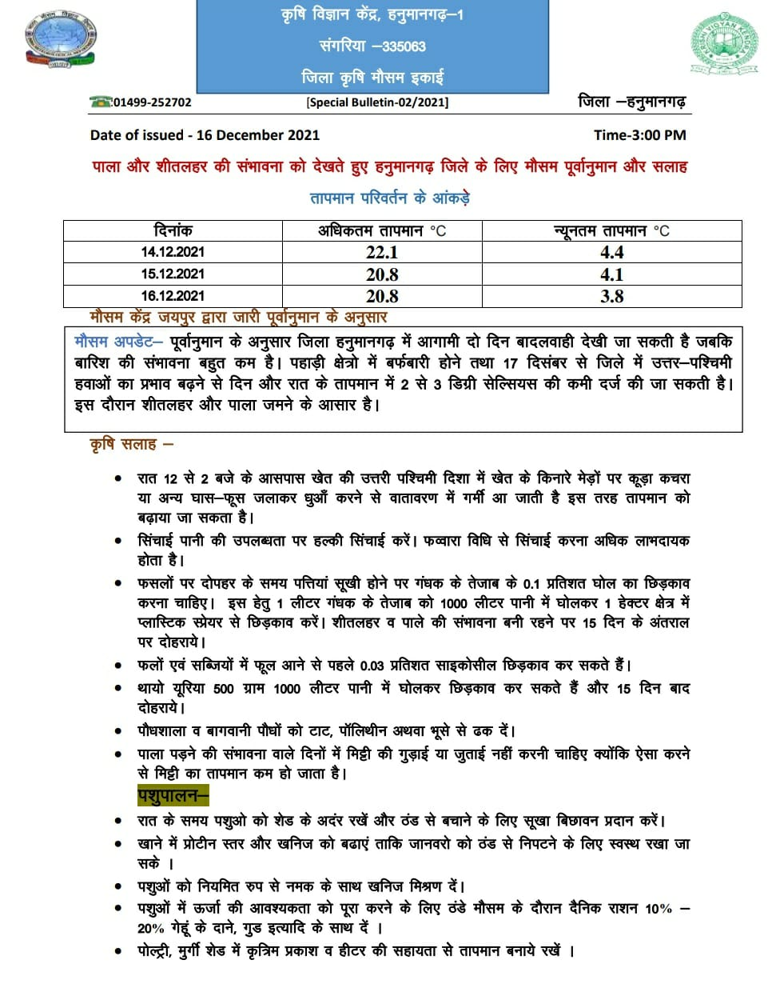 कृषि विज्ञान केंद्र, हनुमानगढ़–1
संगरिया –335063
जिला कृषि मौसम इकाई
KRISHI VIGYAN KENDRA
:01499-252702 [Special Bulletin-02/2021] जिला –हनुमानगढ़
Date of issued - 16 December 2021 Time-3:00 PM
पाला और शीतलहर की संभावना को देखते हुए हनुमानगढ़ जिले के लिए मौसम पूर्वानुमान और सलाह
तापमान परिवर्तन के आंकड़े
दिनांक अधिकतम तापमान °C न्यूनतम तापमान °C
14.12.2021 22.1 4.4
15.12.2021 20.8 4.1
16.12.2021 20.8 3.8
मौसम केंद्र जयपुर द्वारा जारी पूर्वानुमान के अनुसार
मौसम अपडेट– पूर्वानुमान के अनुसार जिला हनुमानगढ़ में आगामी दो दिन बादलवाही देखी जा सकती है जबकि
बारिश की संभावना बहुत कम है। पहाड़ी क्षेत्रो में बर्फबारी होने तथा 17 दिसंबर से जिले में उत्तर–पश्चिमी
हवाओं का प्रभाव बढ़ने से दिन और रात के तापमान में 2 से 3 डिग्री सेल्सियस की कमी दर्ज की जा सकती है।
इस दौरान शीतलहर और पाला जमने के आसार है।
कृषि सलाह –
• रात 12 से 2 बजे के आसपास खेत की उत्तरी पश्चिमी दिशा में खेत के किनारे मेड़ों पर कूड़ा कचरा
या अन्य घास–फूस जलाकर धुआँ करने से वातावरण में गर्मी आ जाती है इस तरह तापमान को
बढ़ाया जा सकता है।
• सिंचाई पानी की उपलब्धता पर हल्की सिंचाई करें। फव्वारा विधि से सिंचाई करना अधिक लाभदायक
होता है।
• फसलों पर दोपहर के समय पत्तियां सूखी होने पर गंधक के तेजाब के 0.1 प्रतिशत घोल का छिड़काव
करना चाहिए। इस हेतु 1 लीटर गंधक के तेजाब को 1000 लीटर पानी में घोलकर 1 हेक्टर क्षेत्र में
प्लास्टिक स्प्रेयर से छिड़काव करें। शीतलहर व पाले की संभावना बनी रहने पर 15 दिन के अंतराल
पर दोहराये।
• फलों एवं सब्जियों में फूल आने से पहले 0.03 प्रतिशत साइकोसील छिड़काव कर सकते हैं।
• थायो यूरिया 500 ग्राम 1000 लीटर पानी में घोलकर छिड़काव कर सकते हैं और 15 दिन बाद
दोहराये।
• पौधशाला व बागवानी पौघों को टाट, पॉलिथीन अथवा भूसे से ढक दें।
• पाला पड़ने की संभावना वाले दिनों में मिट्टी की गुड़ाई या जुताई नहीं करनी चाहिए क्योंकि ऐसा करने
से मिट्टी का तापमान कम हो जाता है।
पशुपालन–
• रात के समय पशुओ को शेड के अदंर रखें और ठंड से बचाने के लिए सूखा बिछावन प्रदान करें।
• खाने में प्रोटीन स्तर और खनिज को बढाएं ताकि जानवरो को ठंड से निपटने के लिए स्वस्थ रखा जा
सके ।
• पशुओं को नियमित रुप से नमक के साथ खनिज मिश्रण दें।
• पशुओं में ऊर्जा की आवश्यकता को पूरा करने के लिए ठंडे मौसम के दौरान दैनिक राशन 10% –
20% गेहूं के दाने, गुड इत्यादि के साथ दें ।
• पोल्ट्री, मुर्गी शेड में कृत्रिम प्रकाश व हीटर की सहायता से तापमान बनाये रखें ।